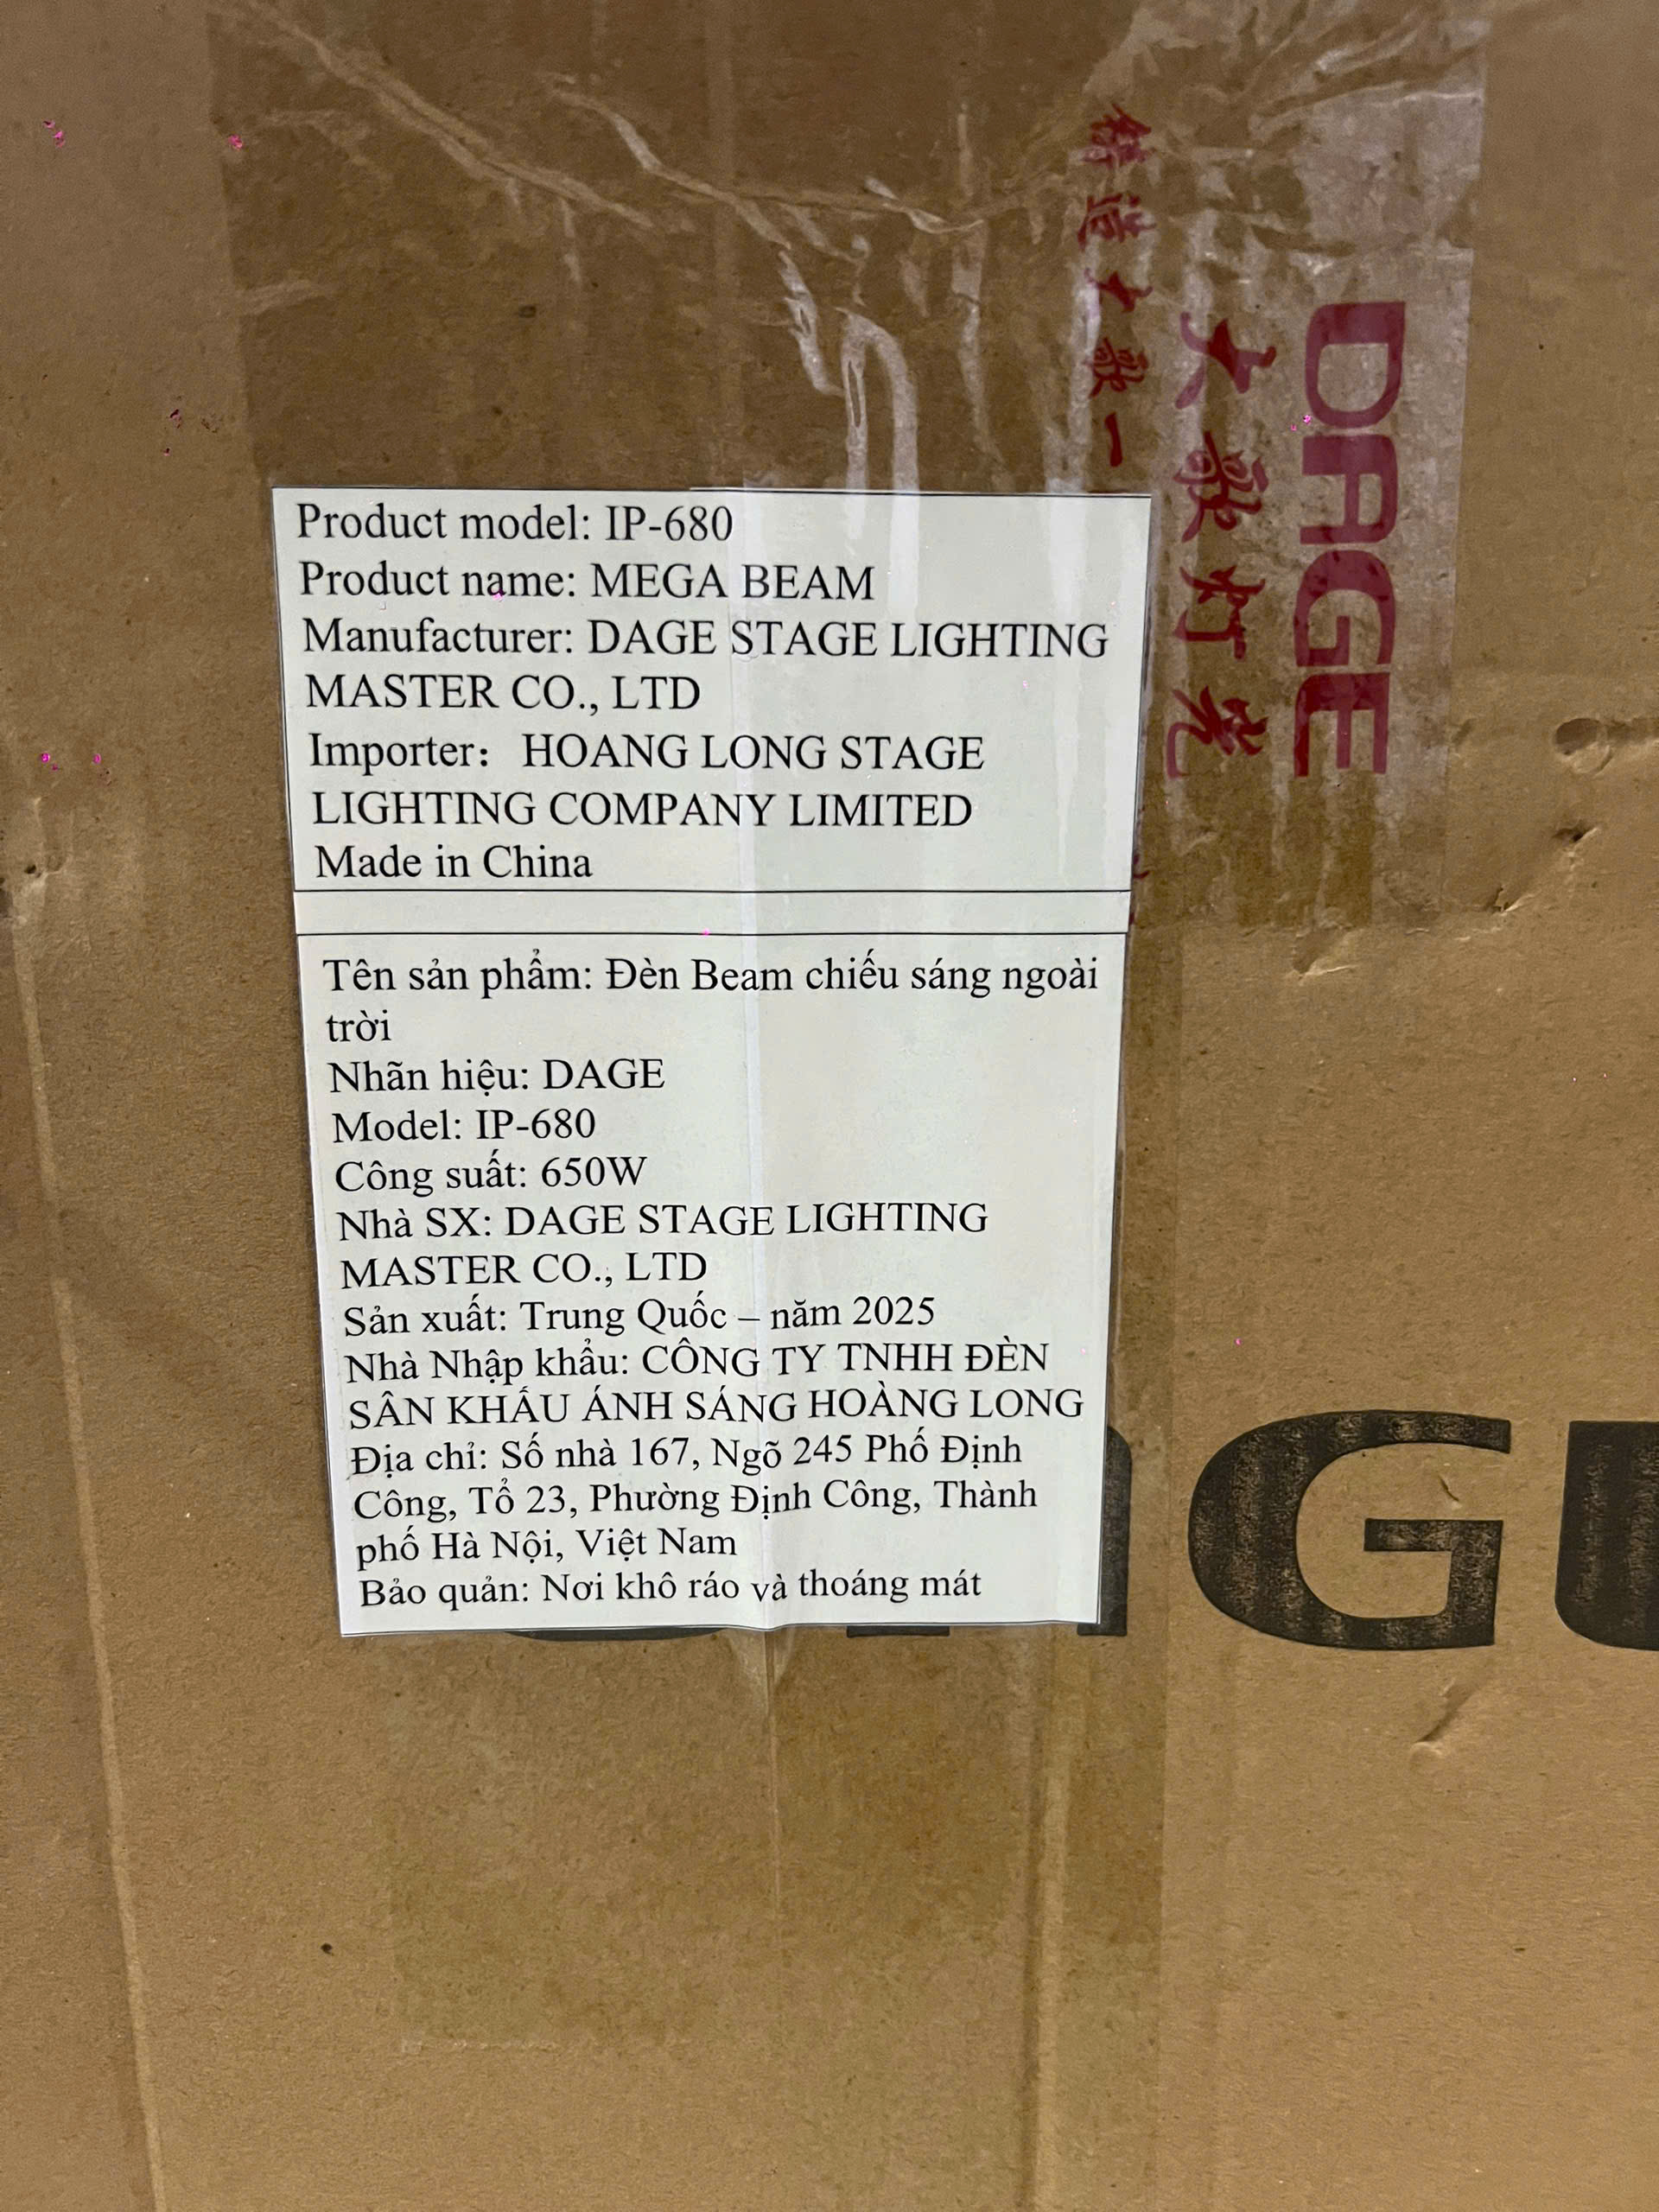 Product model: IP-680
Product name: MEGA BEAM
Manufacturer: DAGE STAGE LIGHTING
MASTER CO., LTD
Importer： HOANG LONG STAGE
LIGHTING COMPANY LIMITED
Made in China
Tên sản phẩm: Đèn Beam chiếu sáng ngoài
trời
Nhãn hiệu: DAGE
Model: IP-680
Công suất: 650W
Nhà SX: DAGE STAGE LIGHTING
MASTER CO., LTD
Sản xuất: Trung Quốc – năm 2025
Nhà Nhập khẩu: CÔNG TY TNHH ĐÈN
SÂN KHẤU ÁNH SÁNG HOÀNG LONG
Địa chỉ: Số nhà 167, Ngõ 245 Phố Định
Công, Tổ 23, Phường Định Công, Thành
phố Hà Nội, Việt Nam
Bảo quản: Nơi khô ráo và thoáng mát
DAGE
大歌灯光
大歌一